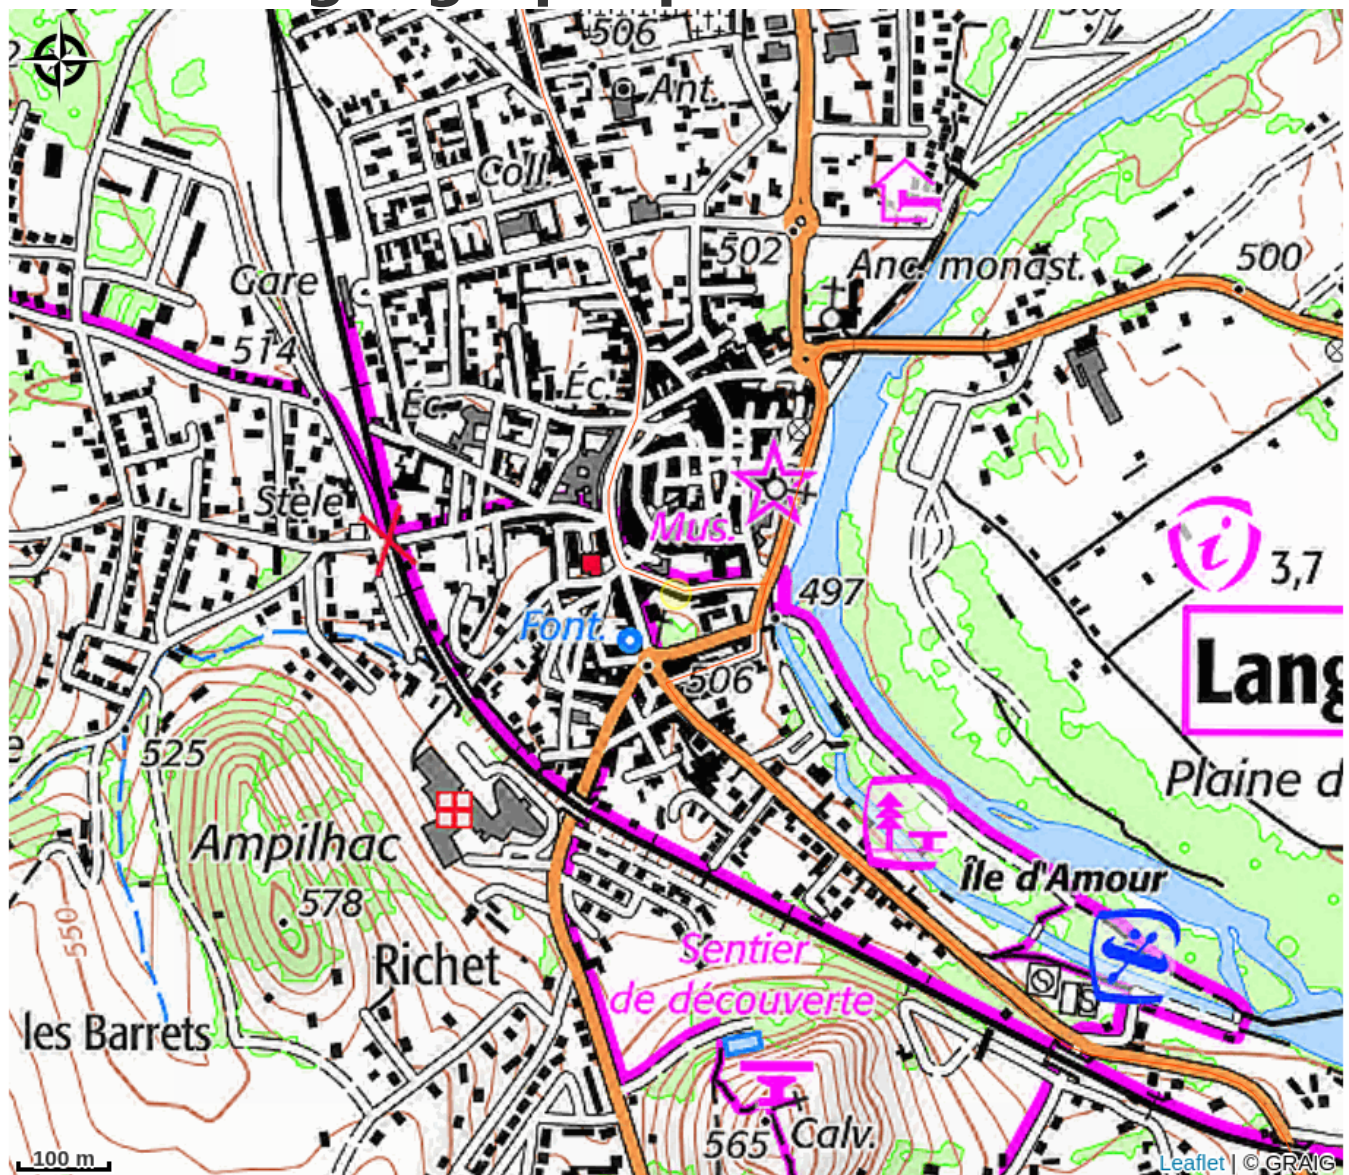 506
Ant.
Coll.
502
Anc. monast.
500
Gare
514
Éc.
Éc.
Stèle
Mus.
3,7
497
Font.
506
Lang
525
Plaine d
Ampilhac
578
Île d'Amour
550
Richet
Sentier
de découverte
les Barrets
565
Calv.
100 m
Leaflet | © GRAIG